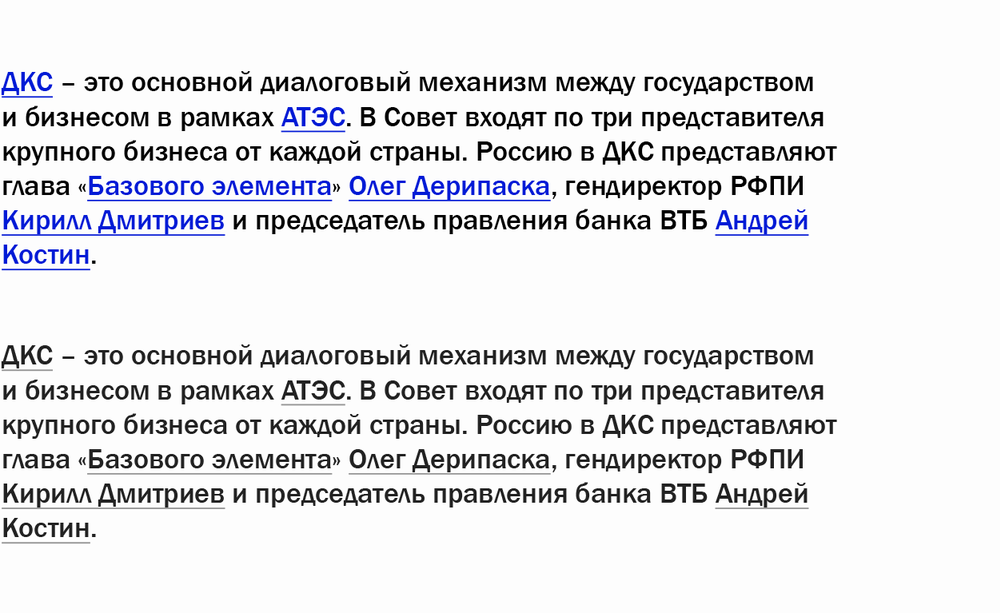 ДКС – это основной диалоговый механизм между государством
и бизнесом в рамках АТЭС. В Совет входят по три представителя
крупного бизнеса от каждой страны. Россию в ДКС представляют
глава «Базового элемента» Олег Дерипаска, гендиректор РФПИ
Кирилл Дмитриев и председатель правления банка ВТБ Андрей
Костин.
ДКС – это основной диалоговый механизм между государством
и бизнесом в рамках АТЭС. В Совет входят по три представителя
крупного бизнеса от каждой страны. Россию в ДКС представляют
глава «Базового элемента» Олег Дерипаска, гендиректор РФПИ
Кирилл Дмитриев и председатель правления банка ВТБ Андрей
Костин.